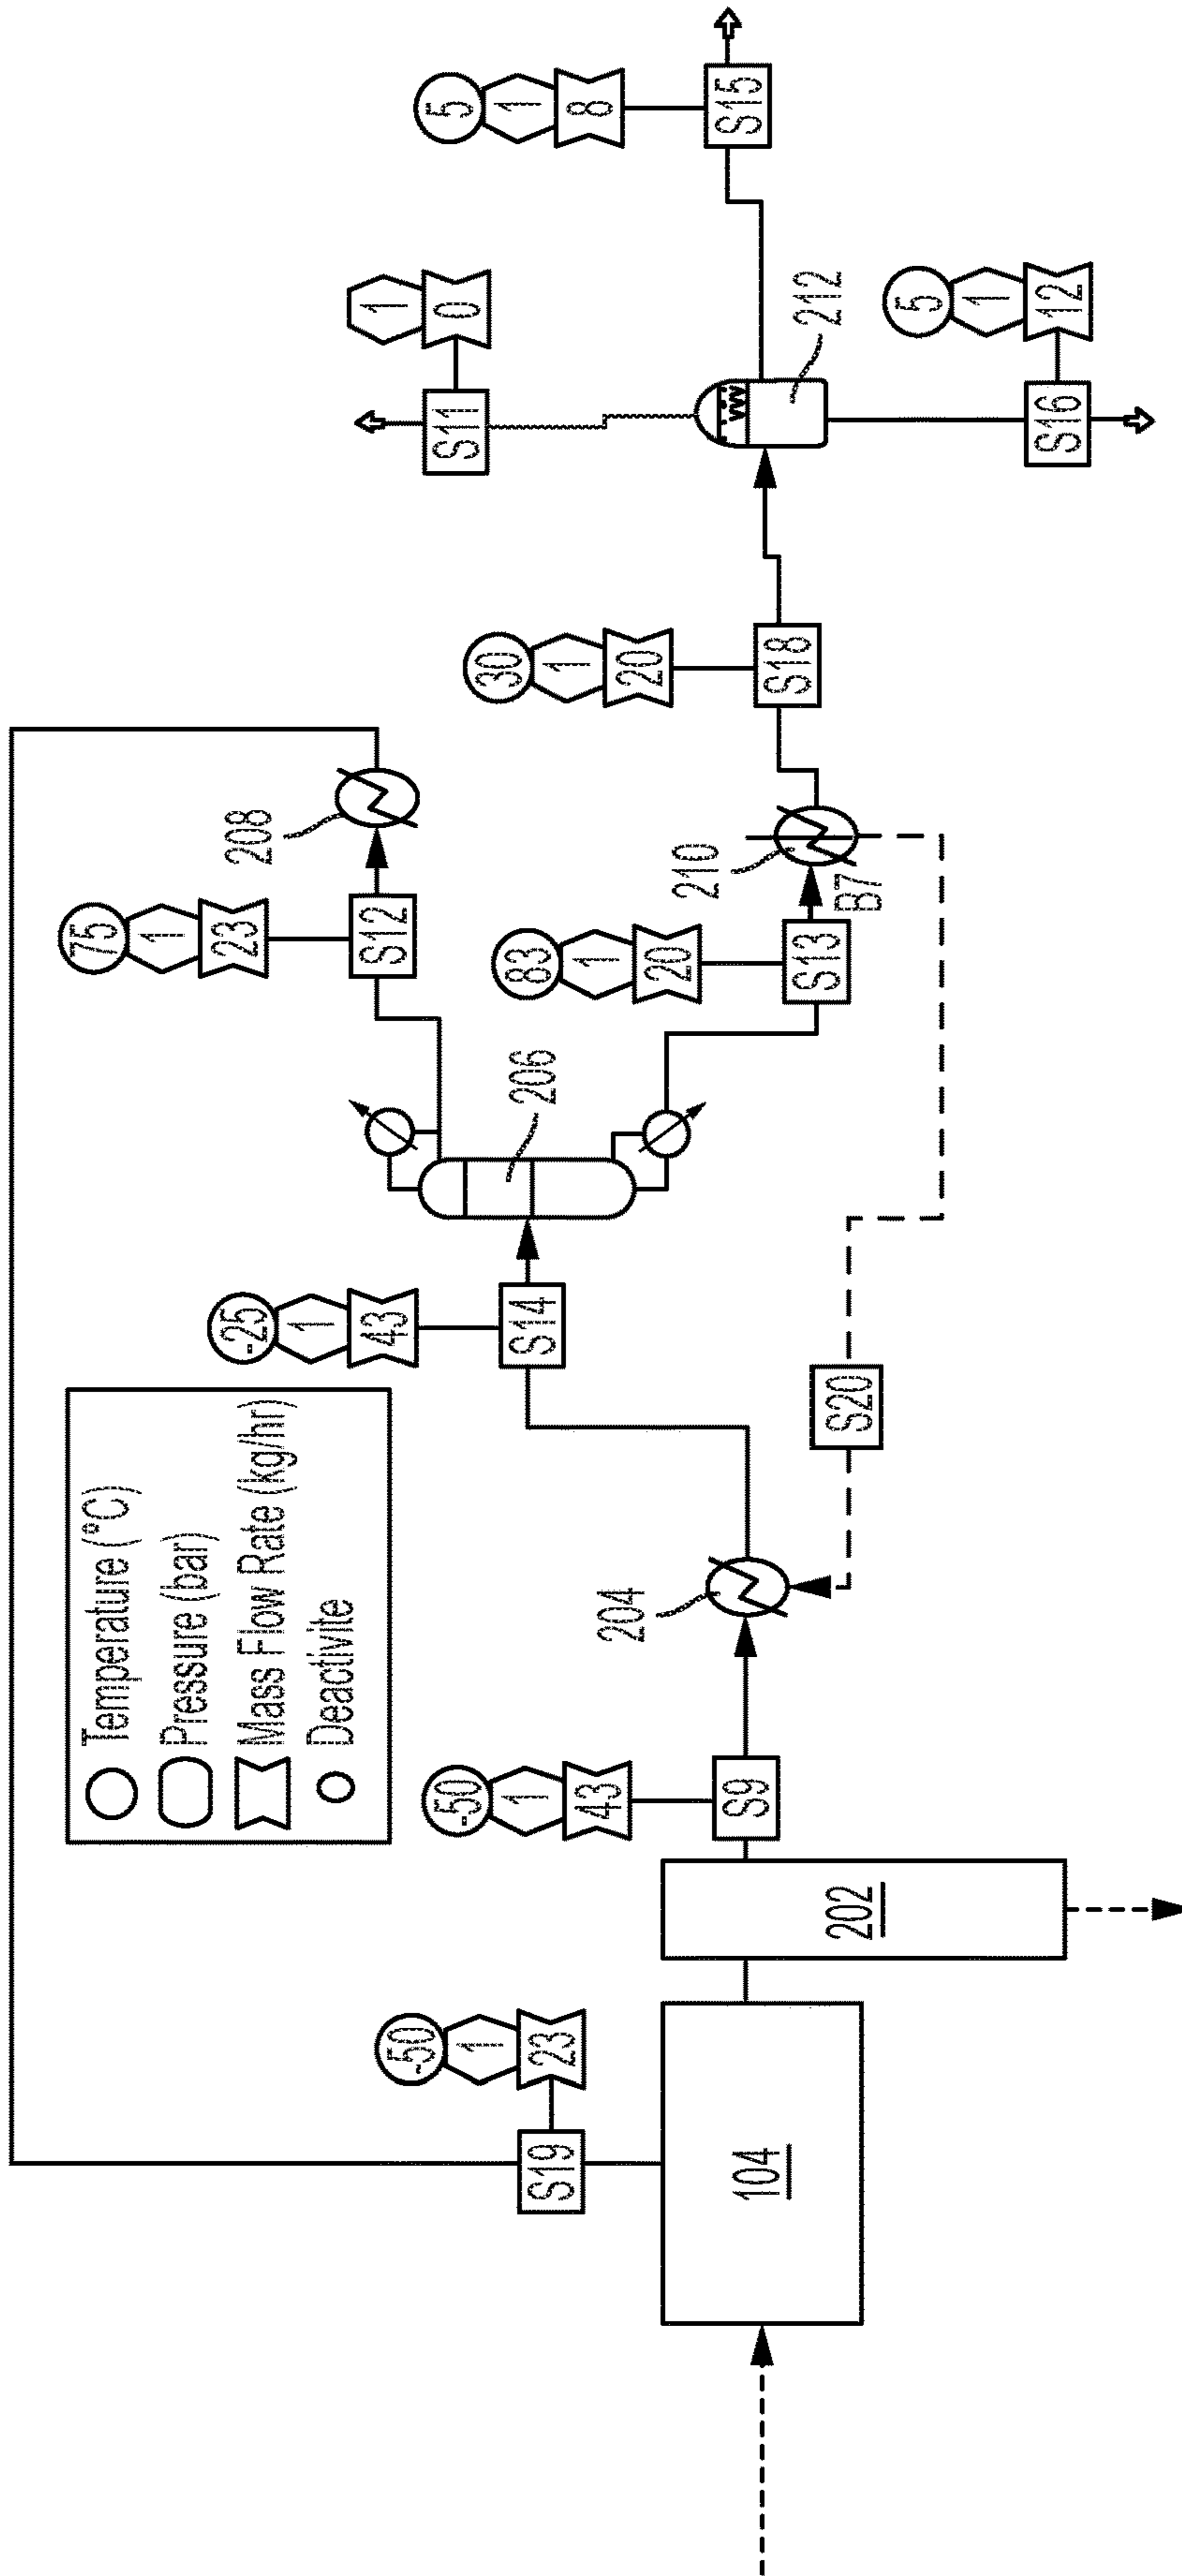 Temperature (°C)
Pressure (bar)
Mass Flow Rate (kg/hr)
Deactivite
104
-50
1
23
S19
202
-50
1
43
S9
204
S20
-25
1
43
S14
206
75
1
23
S12
208
83
1
20
S13
B7
210
30
1
20
S18
1
0
S11
212
5
1
12
S16
5
1
8
S15